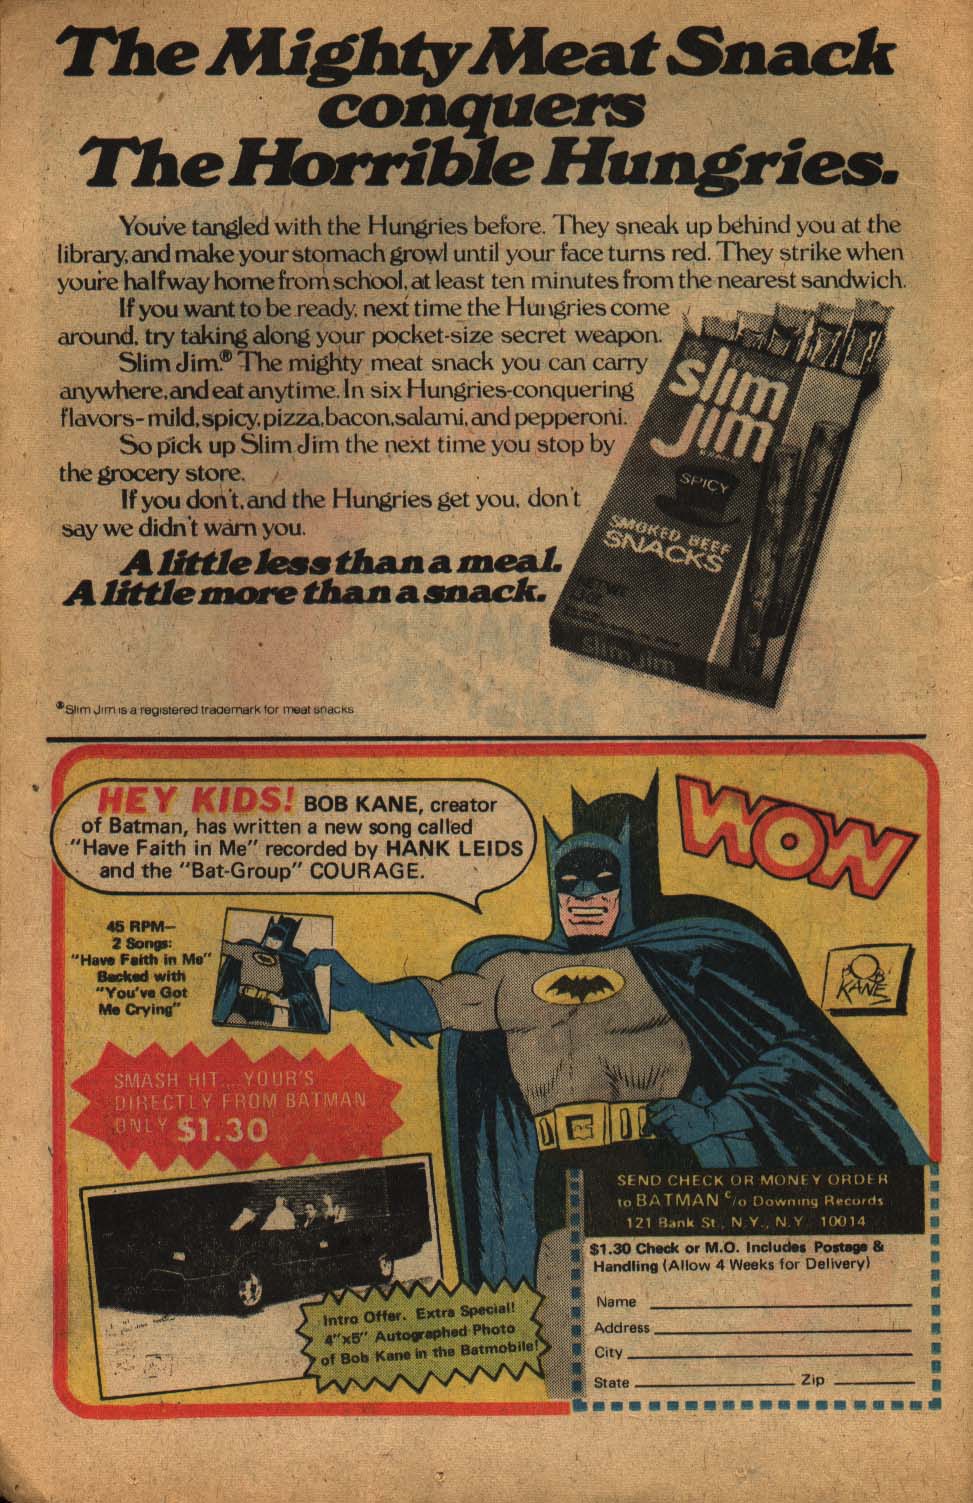 The Mighty Meat Snack
conquers
The Horrible Hungries.
You've tangled with the Hungries before. They sneak up behind you at the
library, and make your stomach growl until your face turns red. They strike when
you're halfway home from school, at least ten minutes from the nearest sandwich.
If you want to be ready, next time the Hungries come
around, try taking along your pocket-size secret weapon.
Slim Jim.® The mighty meat snack you can carry
anywhere, and eat anytime. In six Hungries-conquering
flavors-mild, spicy, pizza, bacon, salami, and pepperoni.
So pick up Slim Jim the next time you stop by
the grocery store.
If you don't, and the Hungries get you, don't
say we didn't warn you.
A little less than a meal.
A little more than a snack.
slim
Jim
SPICY
SMOKED BEEF
SNACKS
slim jim
®Slim Jim is a registered trademark for meat snacks
HEY KIDS! BOB KANE, creator
of Batman, has written a new song called
"Have Faith in Me" recorded by HANK LEIDS
and the "Bat-Group" COURAGE.
WOW
45 RPM—
2 Songs:
"Have Faith in Me"
Backed with
"You've Got
Me Crying"
BOB
KANE
SMASH HIT... YOUR'S
DIRECTLY FROM BATMAN
ONLY $1.30
Intro Offer. Extra Special!
4"x5" Autographed Photo
of Bob Kane in the Batmobile!
SEND CHECK OR MONEY ORDER
to BATMAN c/o Downing Records
121 Bank St., N.Y., N.Y. 10014
$1.30 Check or M.O. Includes Postage &
Handling (Allow 4 Weeks for Delivery)
Name
Address
City
State Zip